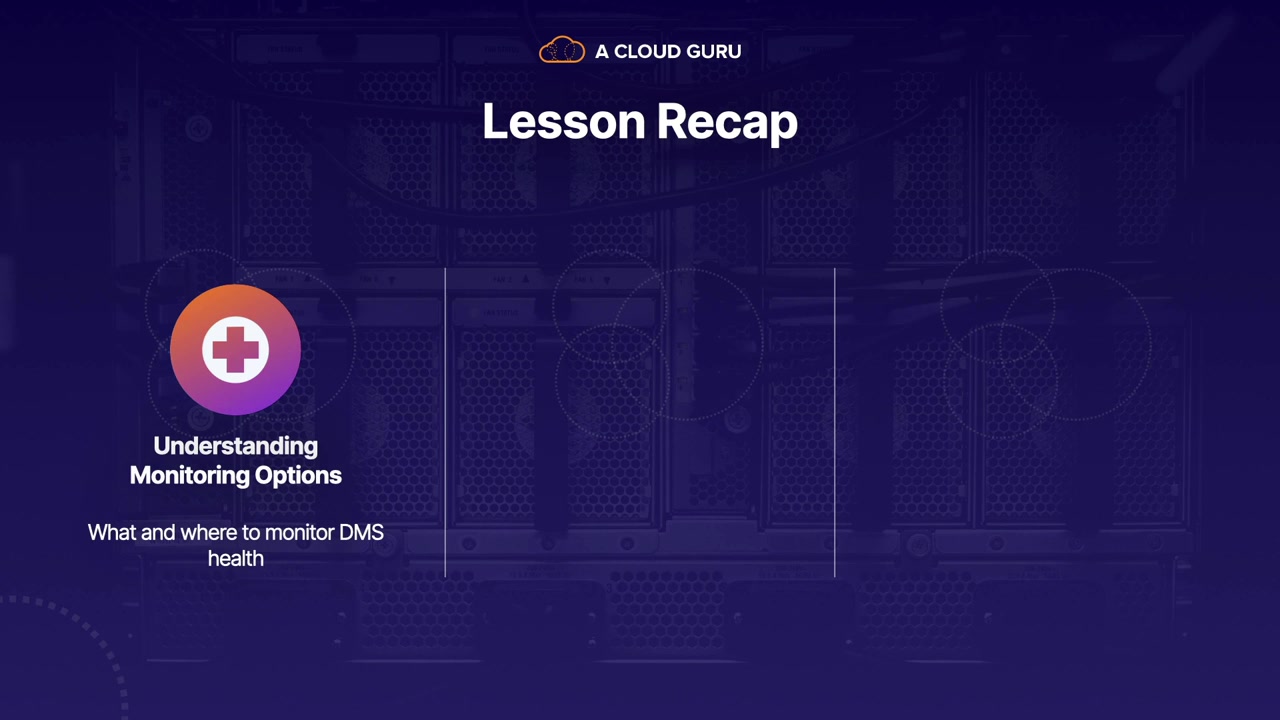 A CLOUD GURU
Lesson Recap
Understanding
Monitoring Options
What and where to monitor DMS
health